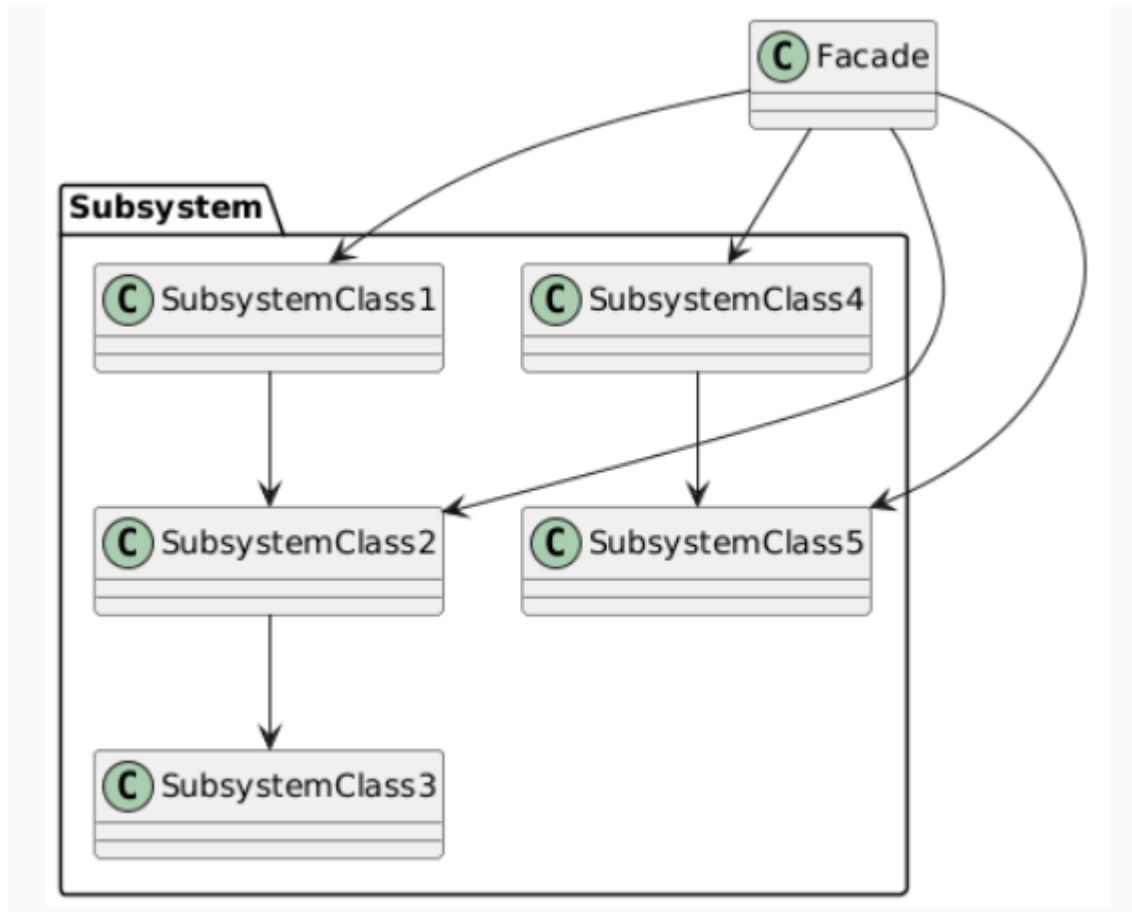 C Facade
Subsystem
C SubsystemClass1
C SubsystemClass4
C SubsystemClass2
C SubsystemClass5
C SubsystemClass3